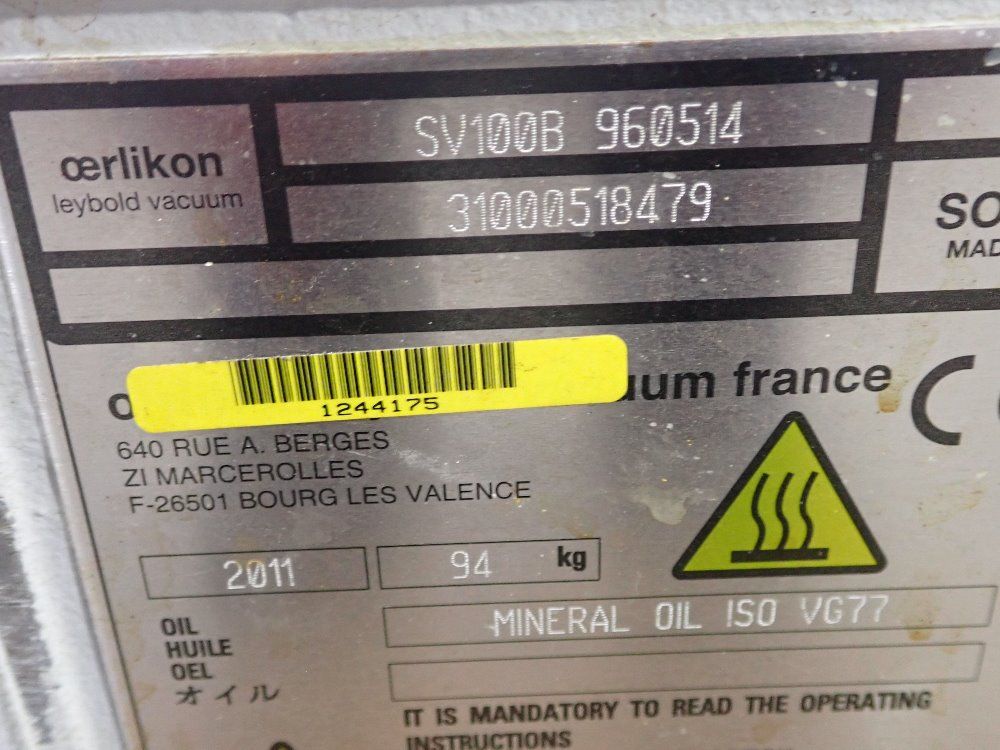 œrlikon
leybold vacuum
SV100B 960514
31000518479
SO
MAD
1244175
uum france
CE
640 RUE A. BERGES
ZI MARCEROLLES
F-26501 BOURG LES VALENCE
2011
94 kg
OIL
HUILE
OEL
オイル
MINERAL OIL ISO VG77
IT IS MANDATORY TO READ THE OPERATING
INSTRUCTIONS